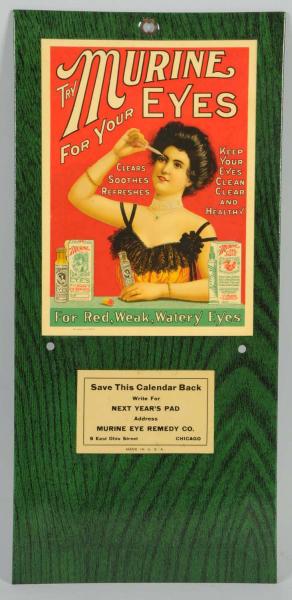 TRY MURINE
FOR YOUR EYES
CLEARS
SOOTHES
REFRESHES
KEEP
YOUR
EYES
CLEAN
CLEAR
AND
HEALTHY
MURINE
MURINE
For Red, Weak, Watery Eyes
Save This Calendar Back
Write For
NEXT YEAR'S PAD
Address
MURINE EYE REMEDY CO.
9 East Ohio Street CHICAGO
MADE IN U. S. A.